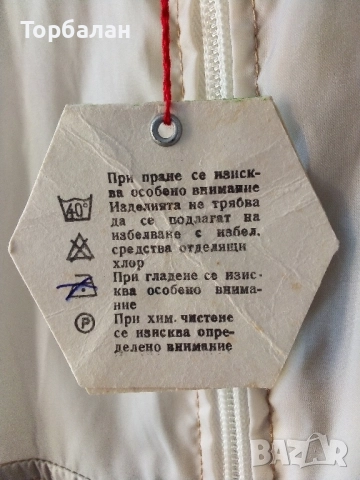 Торбалан
При пране се изиск-
ва особено внимание
40°
Изделията не трябва
да се подлагат на
избелване с избел.
средства отделящи
хлор
При гладене се изис-
ква особено внима-
ние
P
При хим. чистене
се изисква опре-
делено внимание
BAZAR